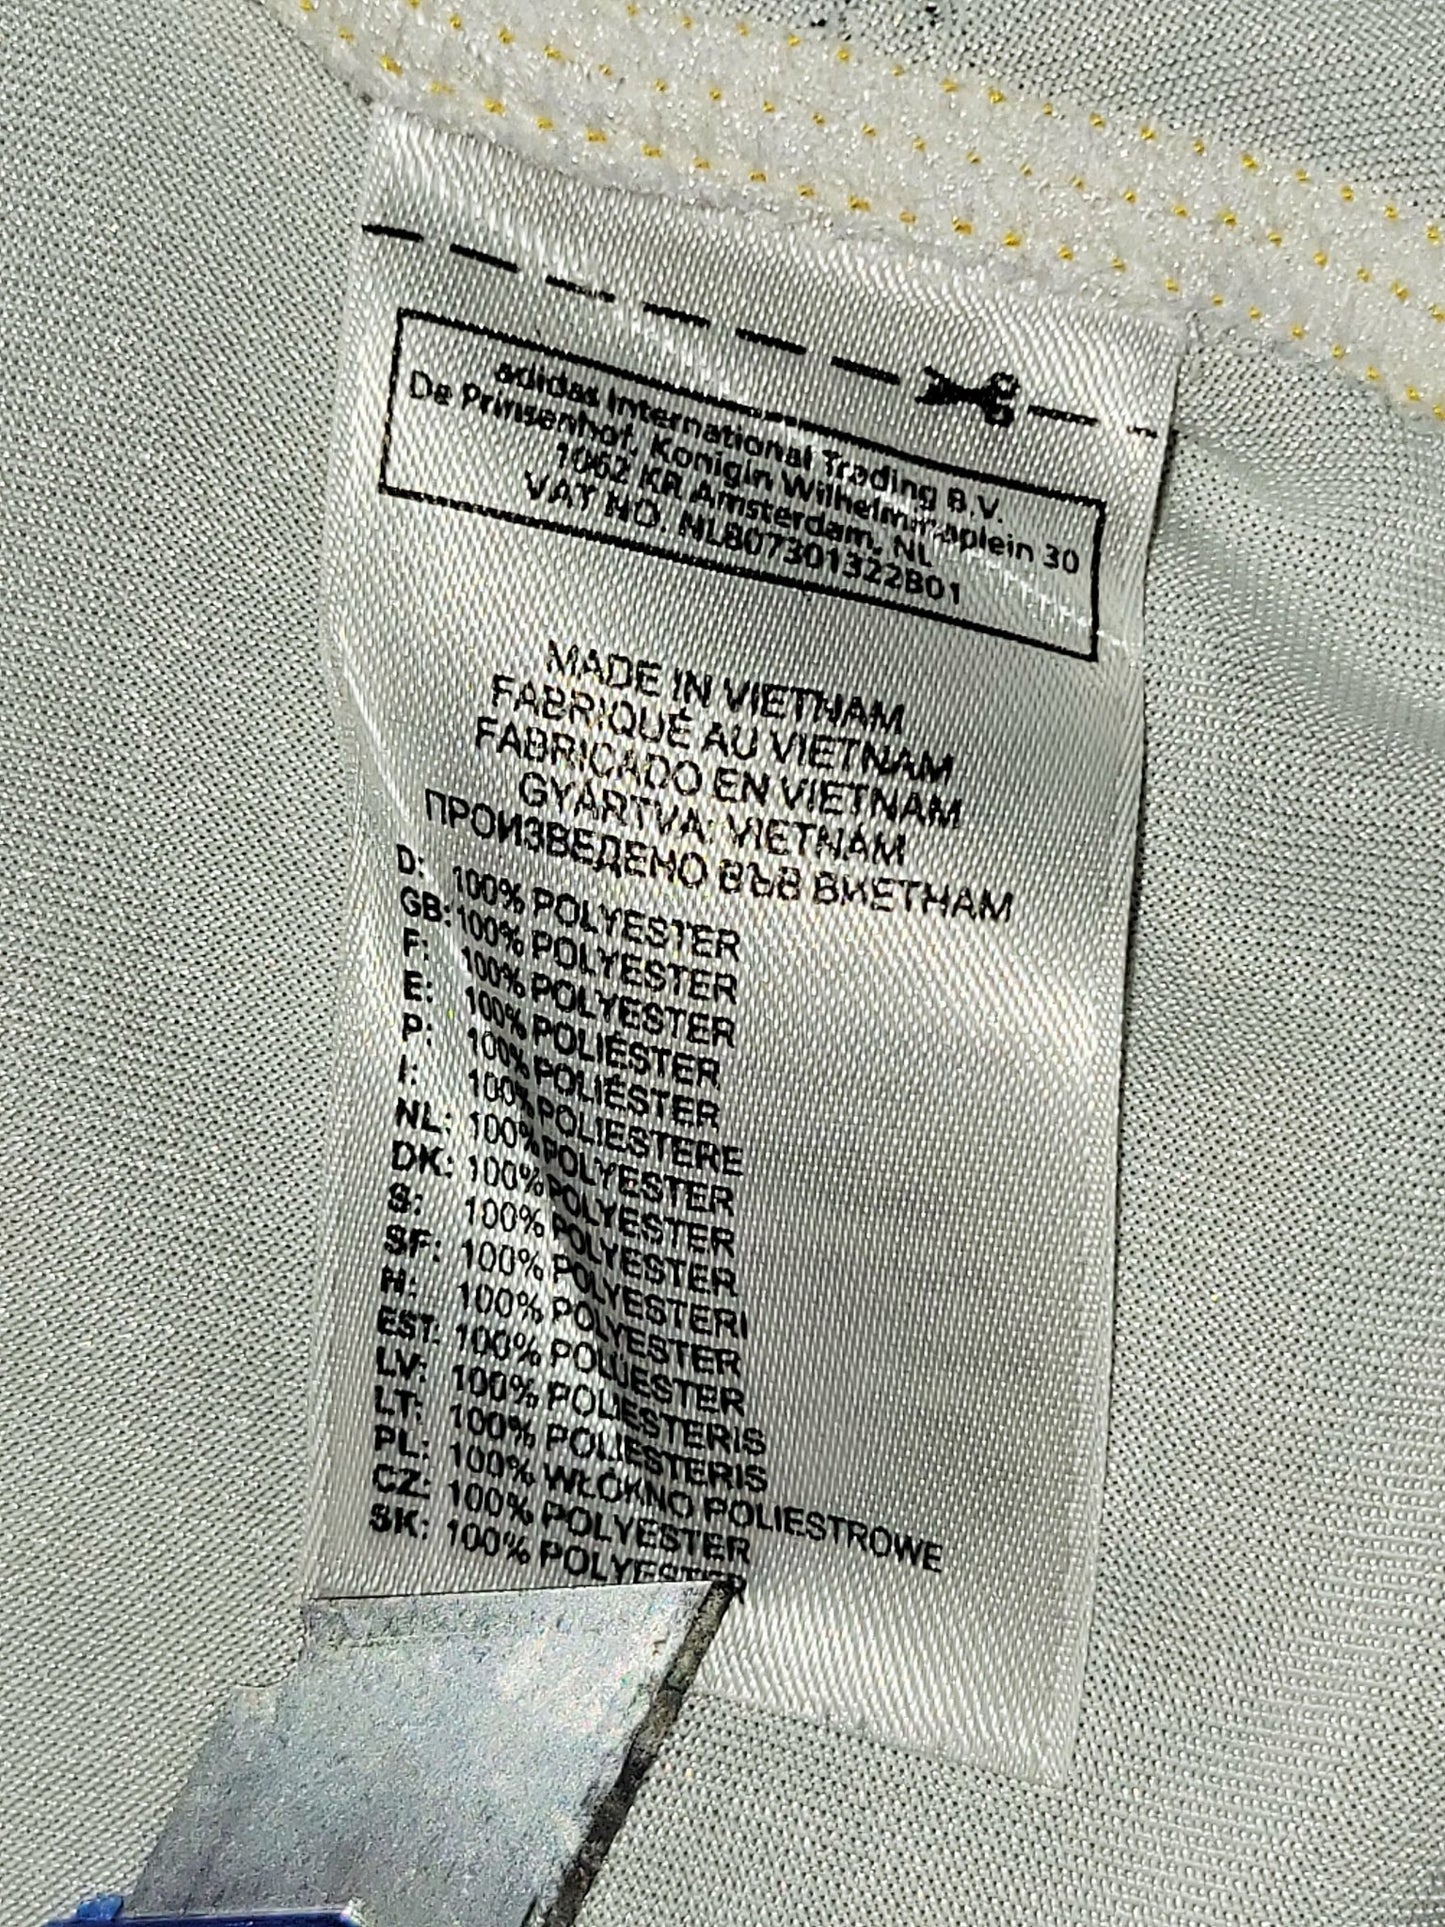 adidas International Trading B.V.
De Prinsenhof, Konigin Wilhelminaplein 30
1062 KR Amsterdam, NL
VAT NO. NL807301322B01
MADE IN VIETNAM
FABRIQUÉ AU VIETNAM
FABRICADO EN VIETNAM
GYÁRTVA: VIETNAM
ПРОИЗВЕДЕНО ВЪВ ВИЕТНАМ
D: 100% POLYESTER
GB: 100% POLYESTER
F: 100% POLYESTER
E: 100% POLIÉSTER
P: 100% POLIÉSTER
I: 100% POLIESTERE
NL: 100% POLYESTER
DK: 100% POLYESTER
S: 100% POLYESTER
SF: 100% POLYESTERI
H: 100% POLYESTER
EST: 100% POLÜESTER
LV: 100% POLIESTERIS
LT: 100% POLIESTERIS
PL: 100% WŁÓKNO POLIESTROWE
CZ: 100% POLYESTER
SK: 100% POLYESTER